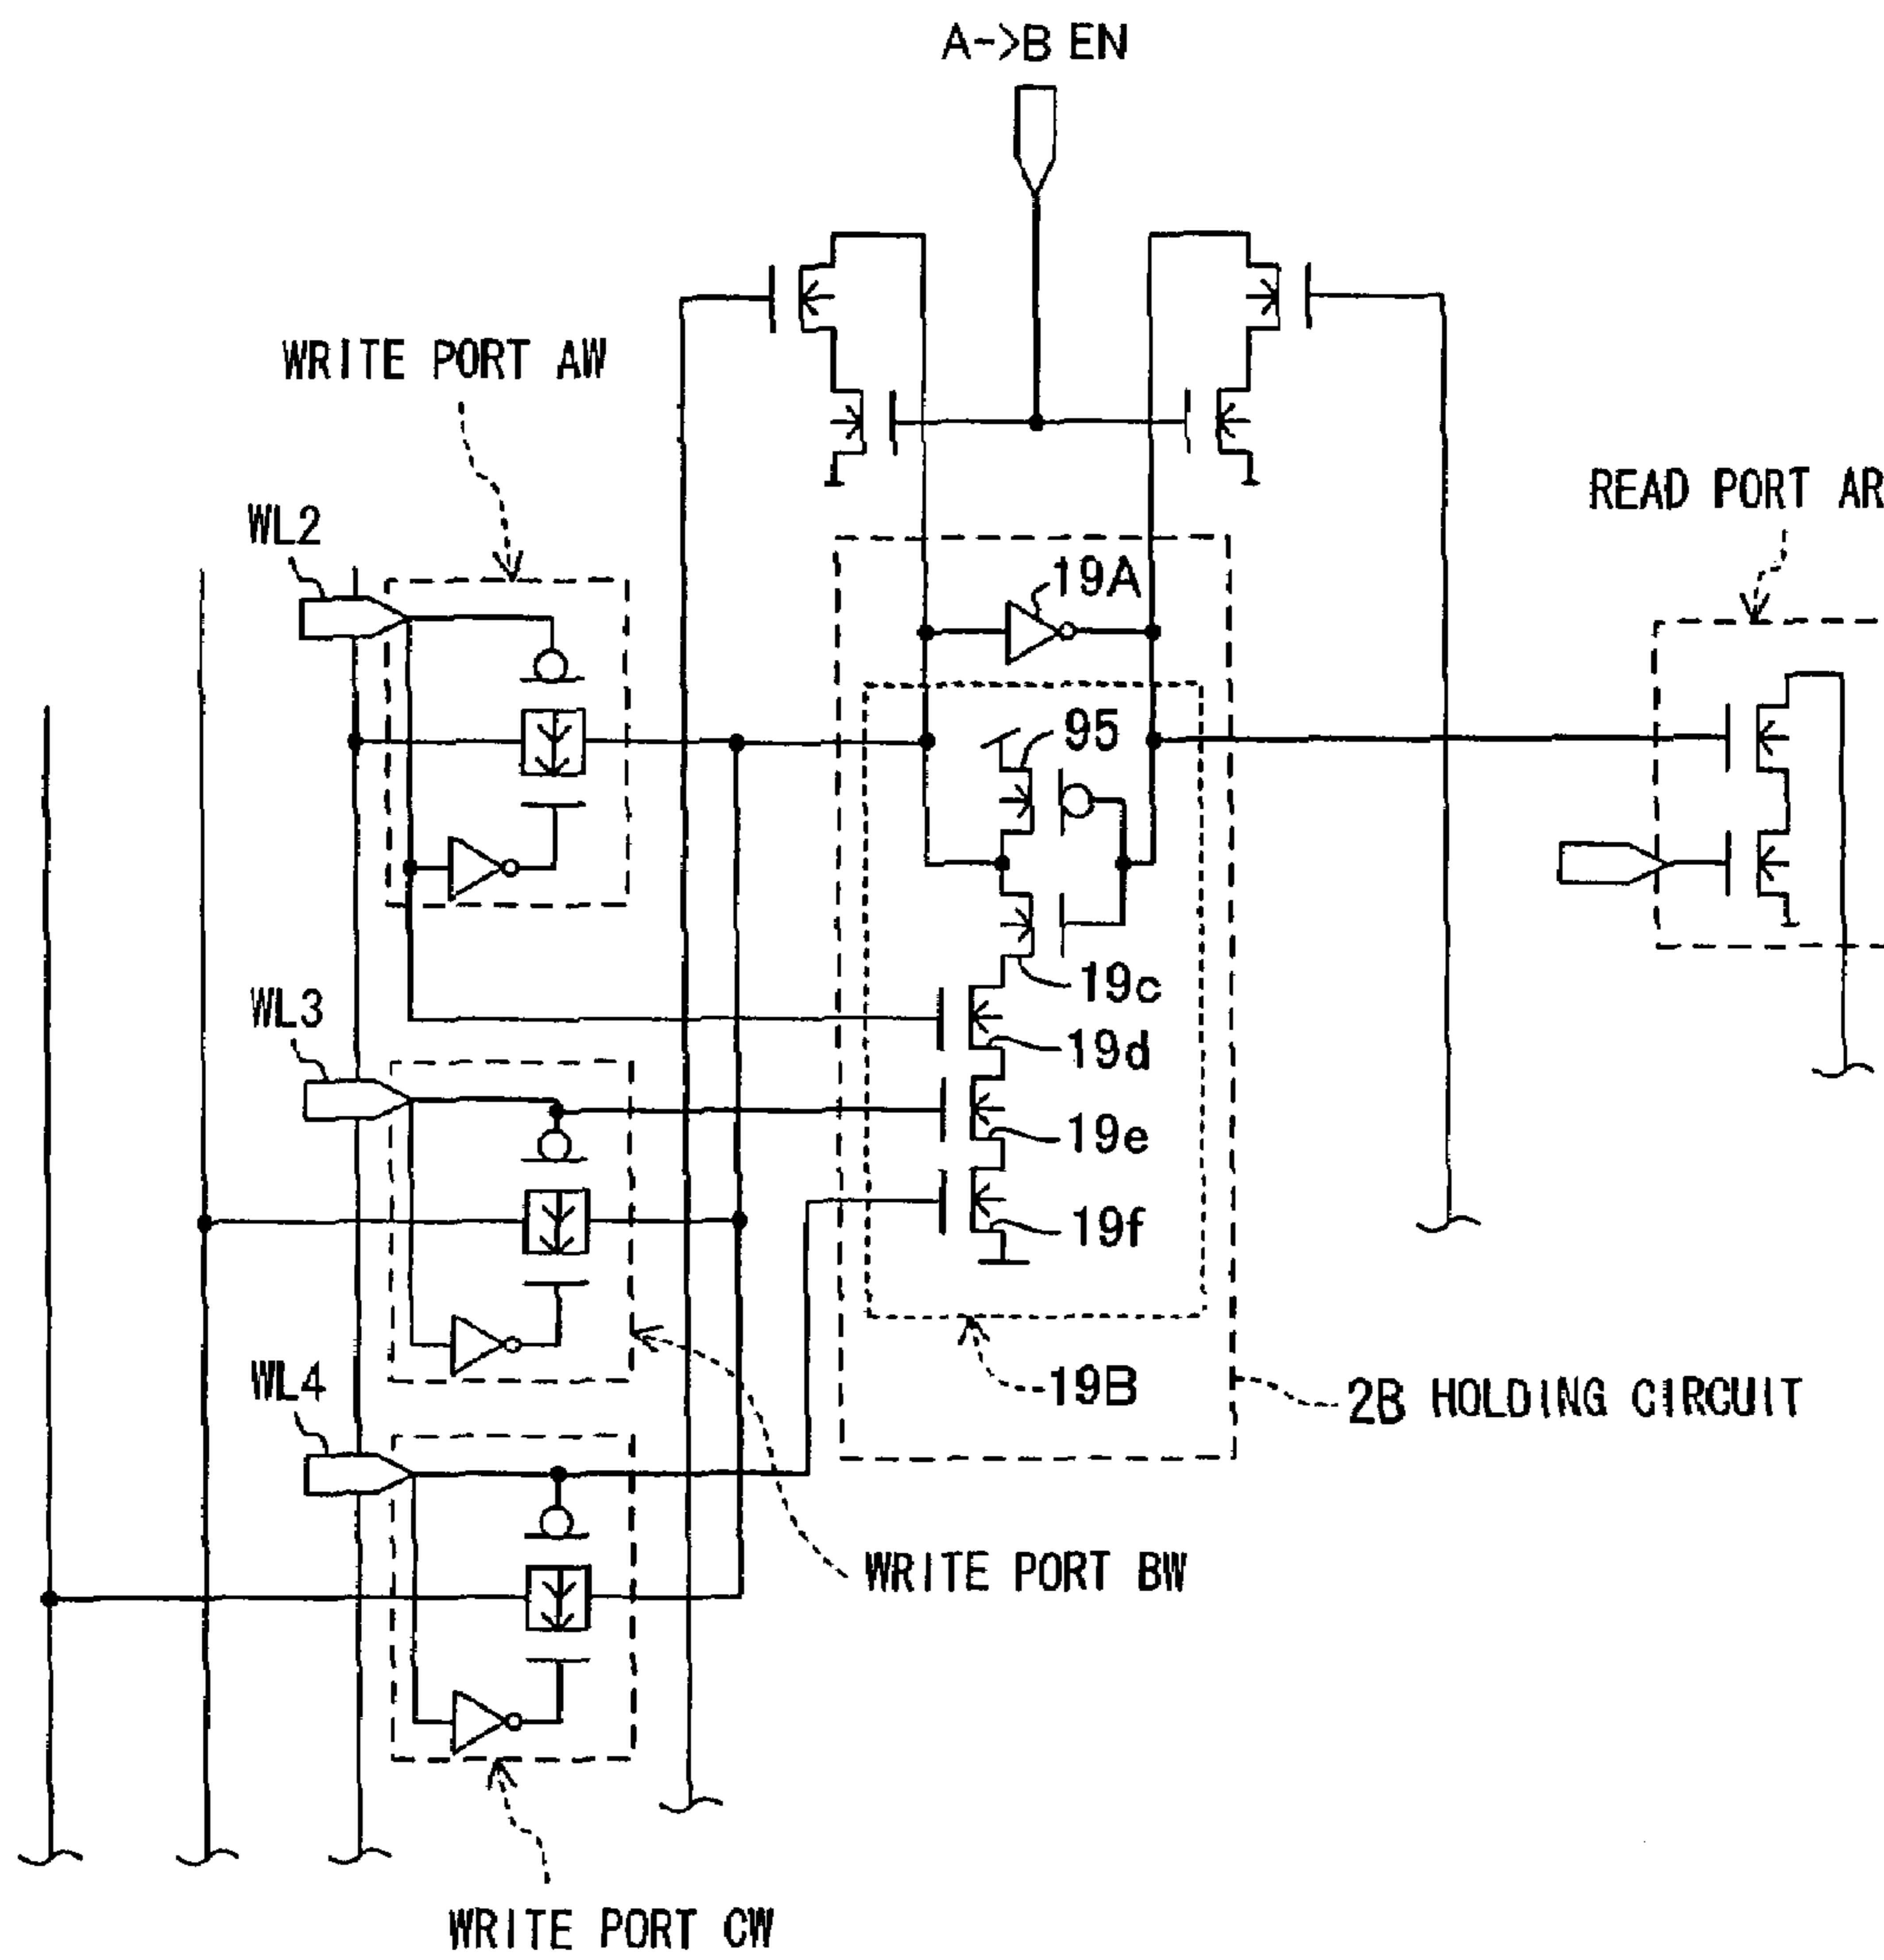 A->B EN
WRITE PORT AW
READ PORT AR
WL2
19A
95
19c
WL3
19d
19e
19f
19B
WL4
2B HOLDING CIRCUIT
WRITE PORT BW
WRITE PORT CW